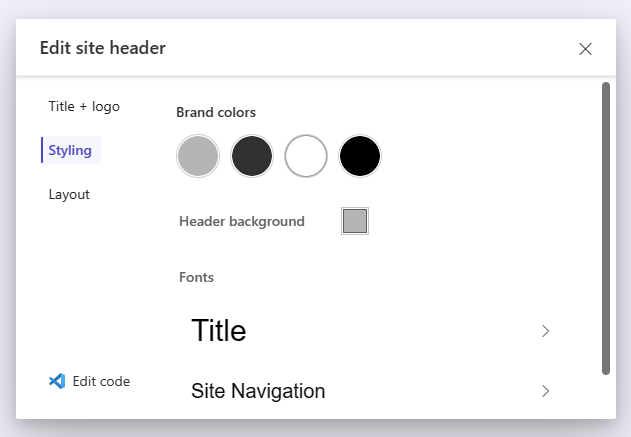 Edit site header
Title + logo
Styling
Layout
Edit code
Brand colors
Header background
Fonts
Title
Site Navigation